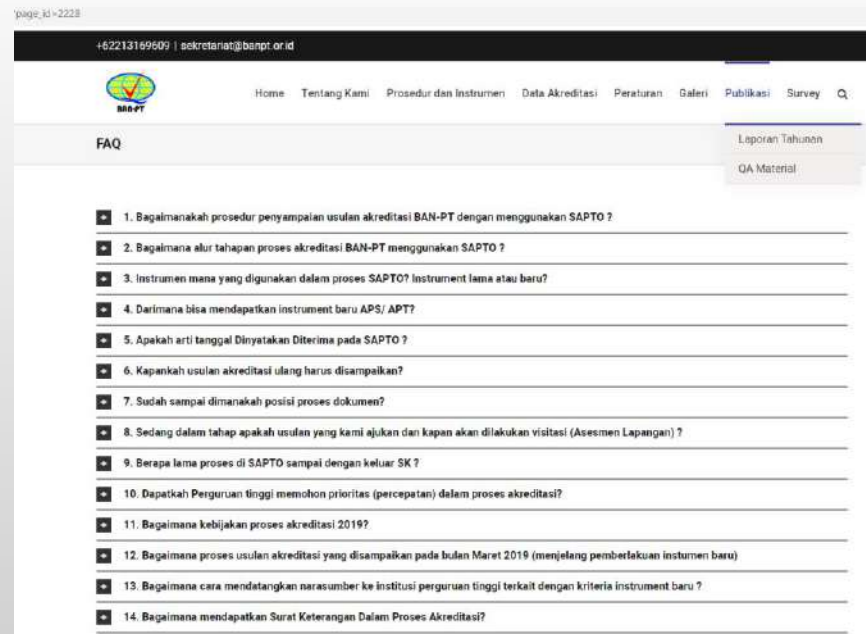 ?page_id=2228
+62213169609 | sekretariat@banpt.or.id
BAN-PT
Home Tentang Kami Prosedur dan Instrumen Data Akreditasi Peraturan Galeri Publikasi Survey
FAQ
Laporan Tahunan
QA Material
1. Bagaimanakah prosedur penyampaian usulan akreditasi BAN-PT dengan menggunakan SAPTO ?
2. Bagaimana alur tahapan proses akreditasi BAN-PT menggunakan SAPTO ?
3. Instrumen mana yang digunakan dalam proses SAPTO? Instrument lama atau baru?
4. Darimana bisa mendapatkan instrument baru APS/ APT?
5. Apakah arti tanggal Dinyatakan Diterima pada SAPTO ?
6. Kapankah usulan akreditasi ulang harus disampaikan?
7. Sudah sampai dimanakah posisi proses dokumen?
8. Sedang dalam tahap apakah usulan yang kami ajukan dan kapan akan dilakukan visitasi (Asesmen Lapangan) ?
9. Berapa lama proses di SAPTO sampai dengan keluar SK ?
10. Dapatkah Perguruan tinggi memohon prioritas (percepatan) dalam proses akreditasi?
11. Bagaimana kebijakan proses akreditasi 2019?
12. Bagaimana proses usulan akreditasi yang disampaikan pada bulan Maret 2019 (menjelang pemberlakuan instumen baru)
13. Bagaimana cara mendatangkan narasumber ke institusi perguruan tinggi terkait dengan kriteria instrument baru ?
14. Bagaimana mendapatkan Surat Keterangan Dalam Proses Akreditasi?